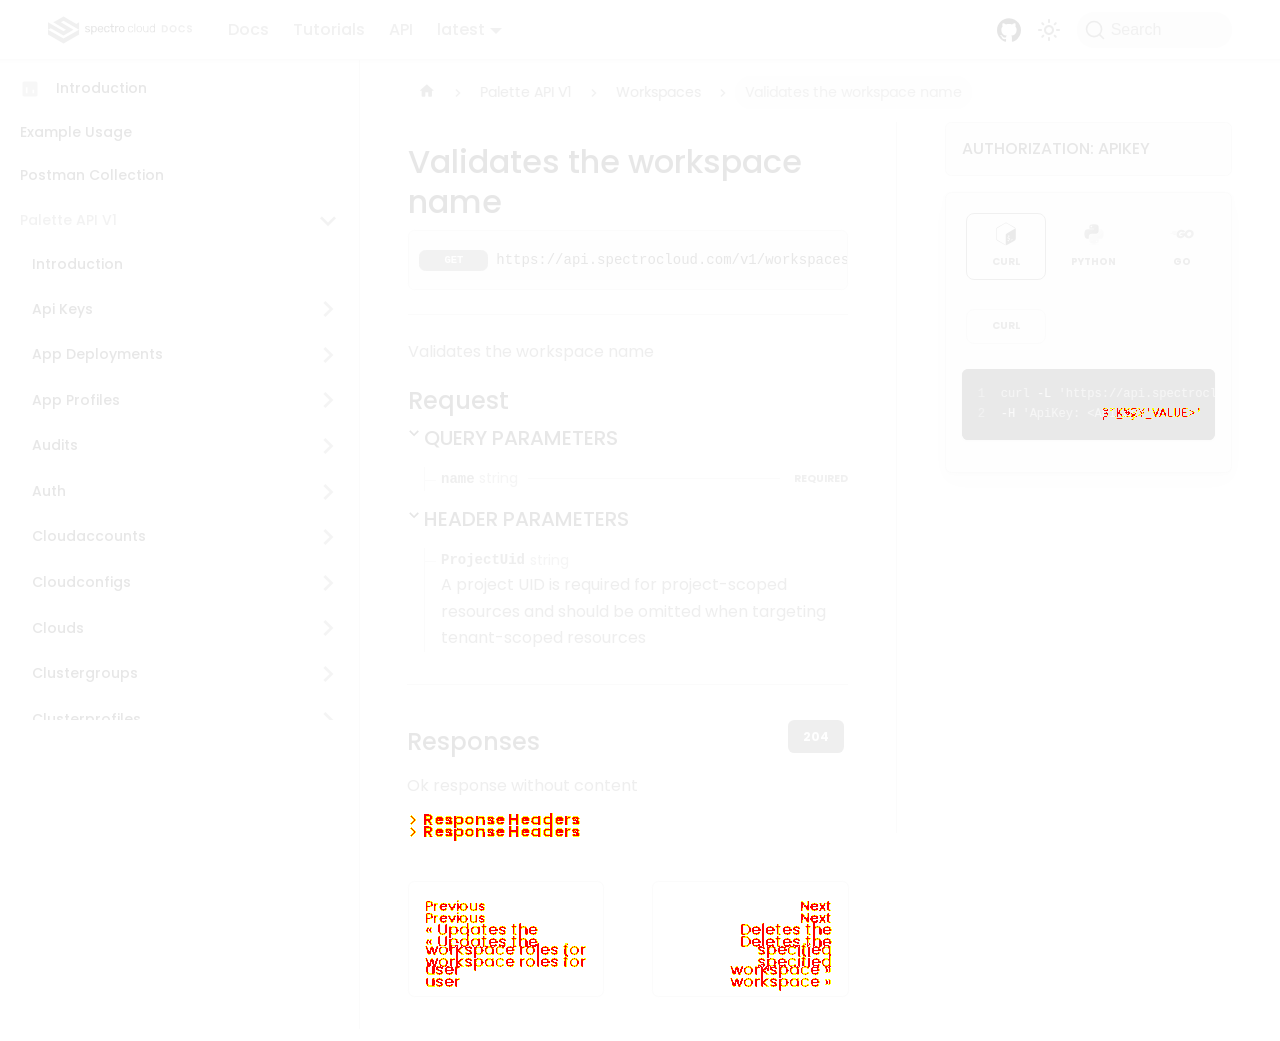 spectro cloud DOCS Docs Tutorials API latest Search
Introduction
Example Usage
Postman Collection
Palette API V1
Introduction
Api Keys
App Deployments
App Profiles
Audits
Auth
Cloudaccounts
Cloudconfigs
Clouds
Clustergroups
Clusterprofiles
Palette API V1 Workspaces Validates the workspace name
Validates the workspace
name
GET https://api.spectrocloud.com/v1/workspaces
Validates the workspace name
Request
QUERY PARAMETERS
name string REQUIRED
HEADER PARAMETERS
ProjectUid string
A project UID is required for project-scoped
resources and should be omitted when targeting
tenant-scoped resources
Responses 204
Ok response without content
> Response Headers
> Response Headers
Previous
Previous
« Updates the
« Updates the
workspace roles for
workspace roles for
user
user
Next
Next
Deletes the
Deletes the
specified
specified
workspace »
workspace »
AUTHORIZATION: APIKEY
CURL PYTHON GO
CURL
1 curl -L 'https://api.spectrocl
2 -H 'ApiKey: